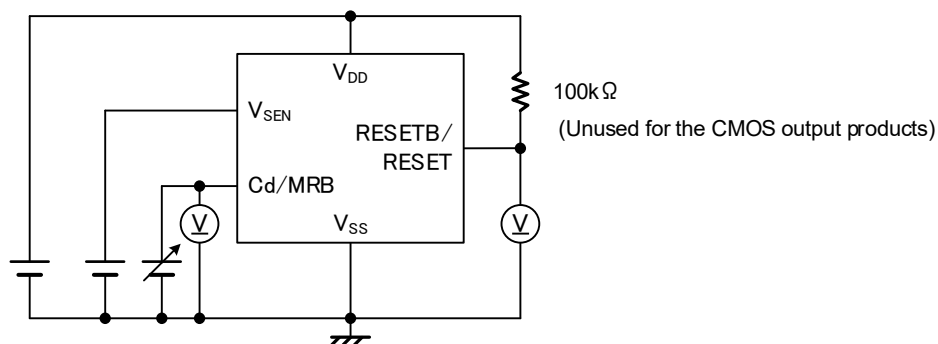 V_DD
V_SEN
100kΩ
(Unused for the CMOS output products)
RESETB/
RESET
Cd/MRB
V
V_SS
V